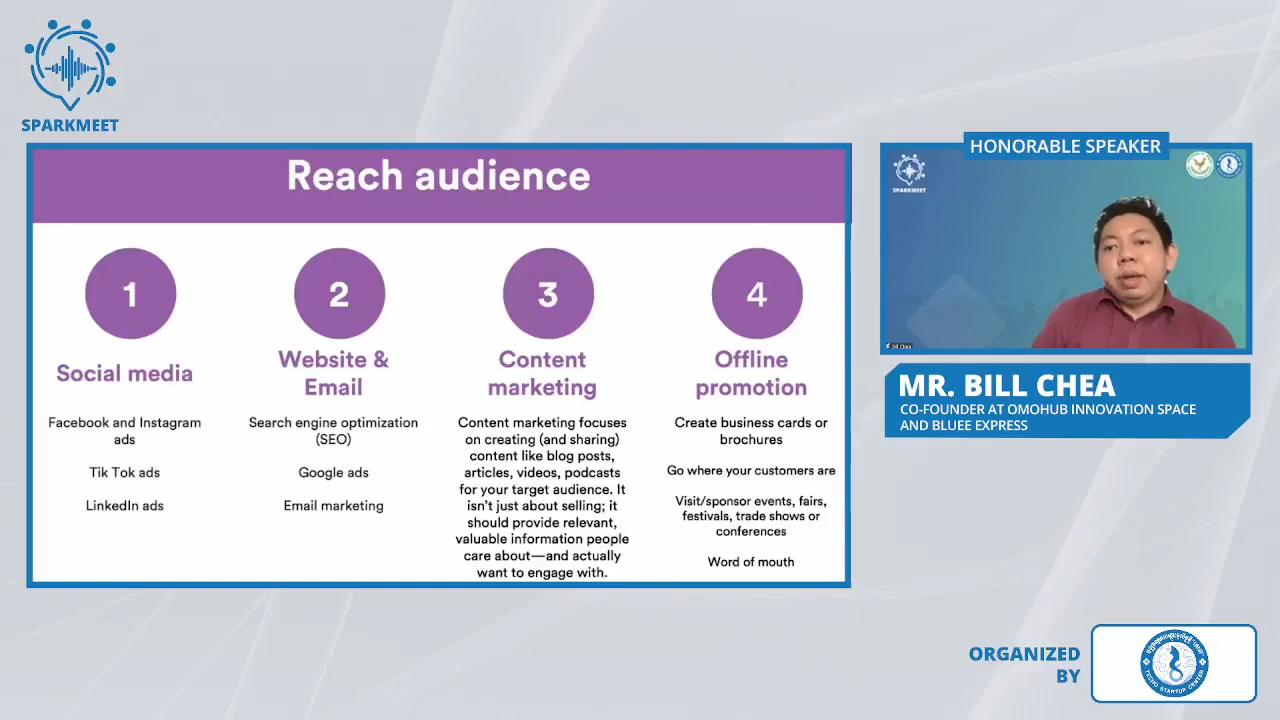 SPARKMEET
Reach audience
1
Social media
Facebook and Instagram
ads
Tik Tok ads
LinkedIn ads
2
Website &
Email
Search engine optimization
(SEO)
Google ads
Email marketing
3
Content
marketing
Content marketing focuses
on creating (and sharing)
content like blog posts,
articles, videos, podcasts
for your target audience. It
isn't just about selling; it
should provide relevant,
valuable information people
care about—and actually
want to engage with.
4
Offline
promotion
Create business cards or
brochures
Go where your customers are
Visit/sponsor events, fairs,
festivals, trade shows or
conferences
Word of mouth
HONORABLE SPEAKER
SPARKMEET
Bill Chea
MR. BILL CHEA
CO-FOUNDER AT OMOHUB INNOVATION SPACE
AND BLUEE EXPRESS
ORGANIZED
BY
TECHO STARTUP CENTER